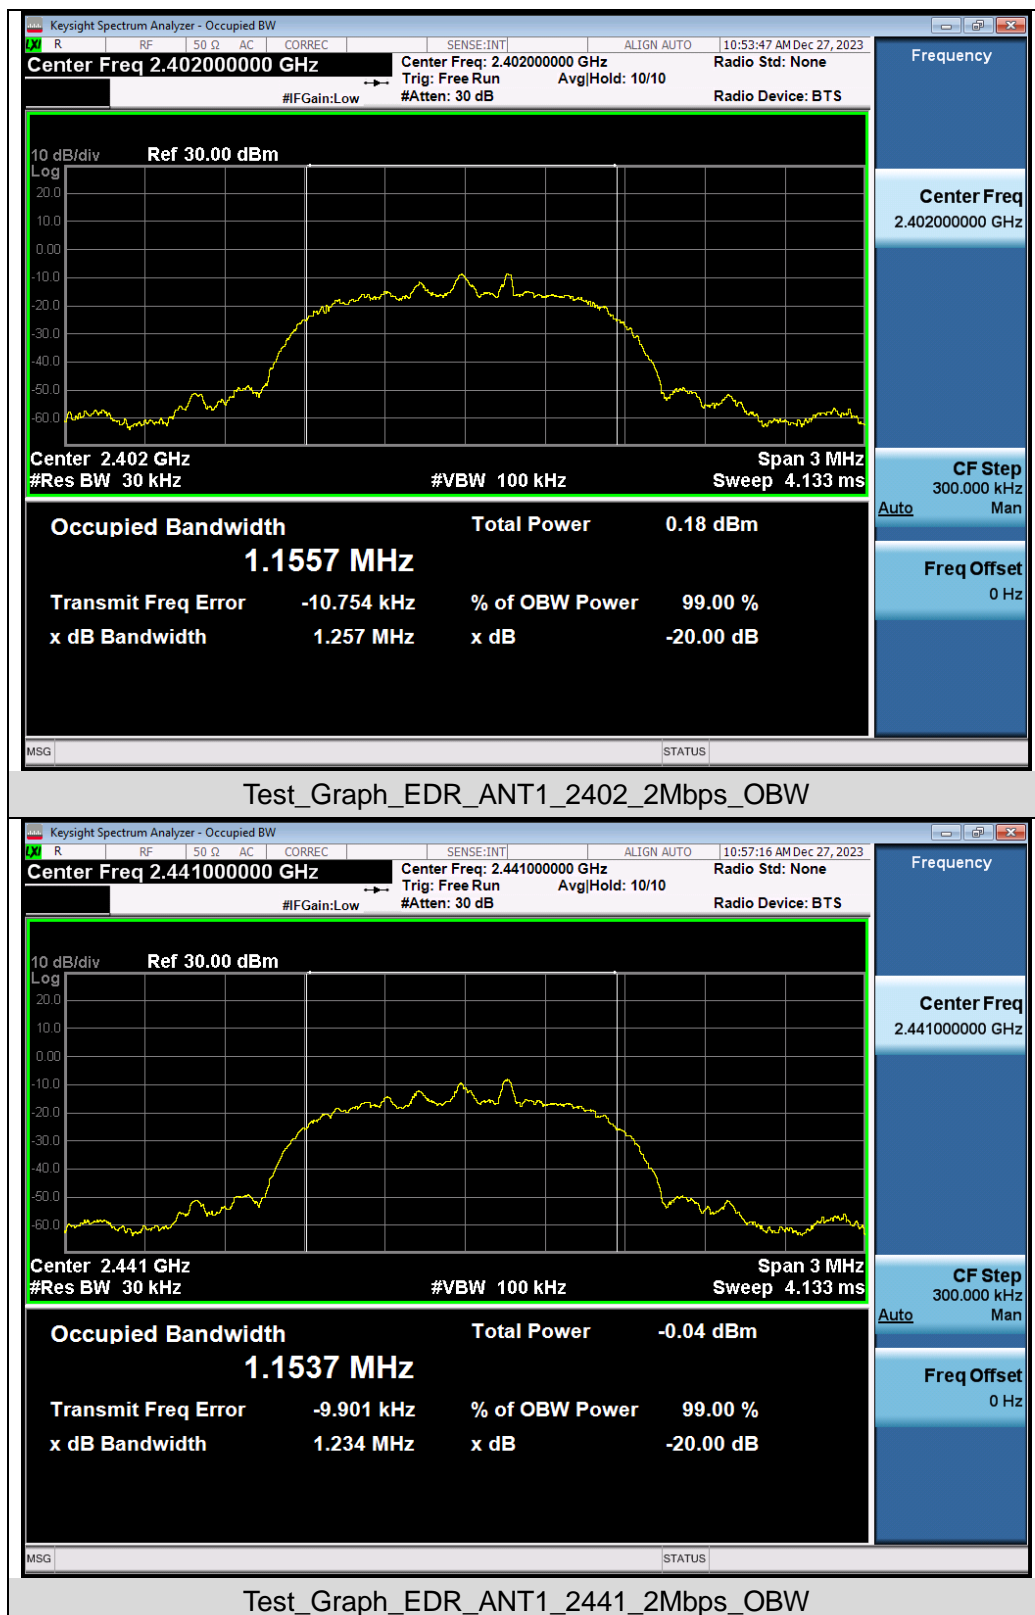 Keysight Spectrum Analyzer - Occupied BW
LXI R RF 50 Ω AC CORREC SENSE:INT ALIGN AUTO 10:53:47 AM Dec 27, 2023
Center Freq 2.402000000 GHz Center Freq: 2.402000000 GHz Radio Std: None
Trig: Free Run Avg|Hold: 10/10
#IFGain:Low #Atten: 30 dB Radio Device: BTS
10 dB/div Ref 30.00 dBm
Log
20.0
10.0
0.00
-10.0
-20.0
-30.0
-40.0
-50.0
-60.0
Center 2.402 GHz Span 3 MHz
#Res BW 30 kHz #VBW 100 kHz Sweep 4.133 ms
Occupied Bandwidth Total Power 0.18 dBm
1.1557 MHz
Transmit Freq Error -10.754 kHz % of OBW Power 99.00 %
x dB Bandwidth 1.257 MHz x dB -20.00 dB
MSG STATUS
Frequency
Center Freq
2.402000000 GHz
CF Step
300.000 kHz
Auto Man
Freq Offset
0 Hz
Test_Graph_EDR_ANT1_2402_2Mbps_OBW
Keysight Spectrum Analyzer - Occupied BW
LXI R RF 50 Ω AC CORREC SENSE:INT ALIGN AUTO 10:57:16 AM Dec 27, 2023
Center Freq 2.441000000 GHz Center Freq: 2.441000000 GHz Radio Std: None
Trig: Free Run Avg|Hold: 10/10
#IFGain:Low #Atten: 30 dB Radio Device: BTS
10 dB/div Ref 30.00 dBm
Log
20.0
10.0
0.00
-10.0
-20.0
-30.0
-40.0
-50.0
-60.0
Center 2.441 GHz Span 3 MHz
#Res BW 30 kHz #VBW 100 kHz Sweep 4.133 ms
Occupied Bandwidth Total Power -0.04 dBm
1.1537 MHz
Transmit Freq Error -9.901 kHz % of OBW Power 99.00 %
x dB Bandwidth 1.234 MHz x dB -20.00 dB
MSG STATUS
Frequency
Center Freq
2.441000000 GHz
CF Step
300.000 kHz
Auto Man
Freq Offset
0 Hz
Test_Graph_EDR_ANT1_2441_2Mbps_OBW